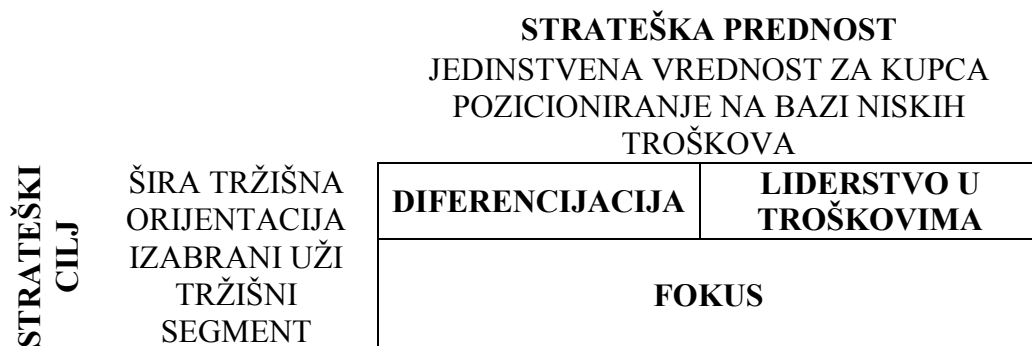 STRATEŠKA PREDNOST
JEDINSTVENA VREDNOST ZA KUPCA
POZICIONIRANJE NA BAZI NISKIH
TROŠKOVA
STRATEŠKI
CILJ
ŠIRA TRŽIŠNA
ORIJENTACIJA
IZABRANI UŽI
TRŽIŠNI
SEGMENT
DIFERENCIJACIJA
LIDERSTVO U
TROŠKOVIMA
FOKUS